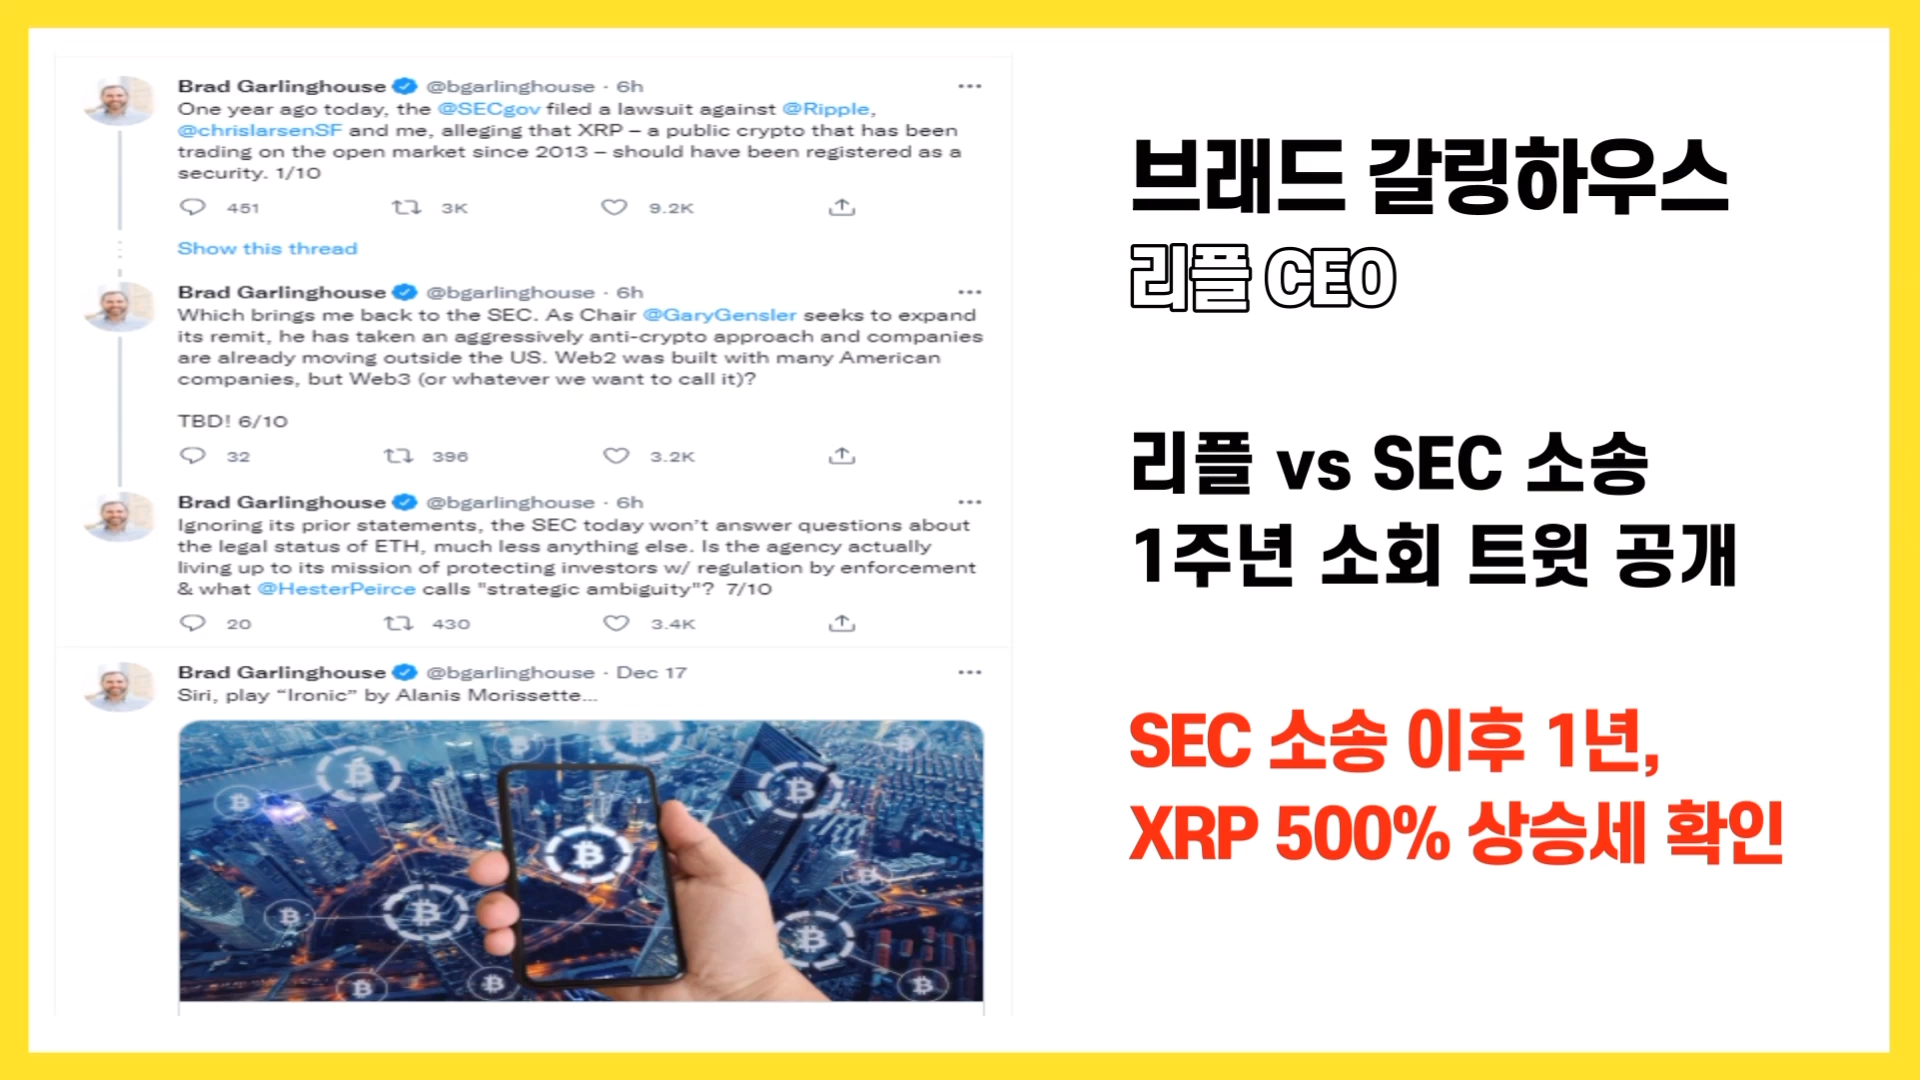 Brad Garlinghouse @bgarlinghouse · 6h
One year ago today, the @SECgov filed a lawsuit against @Ripple,
@chrislarsenSF and me, alleging that XRP – a public crypto that has been
trading on the open market since 2013 – should have been registered as a
security. 1/10
451 3K 9.2K
Show this thread
Brad Garlinghouse @bgarlinghouse · 6h
Which brings me back to the SEC. As Chair @GaryGensler seeks to expand
its remit, he has taken an aggressively anti-crypto approach and companies
are already moving outside the US. Web2 was built with many American
companies, but Web3 (or whatever we want to call it)?
TBD! 6/10
32 396 3.2K
Brad Garlinghouse @bgarlinghouse · 6h
Ignoring its prior statements, the SEC today won't answer questions about
the legal status of ETH, much less anything else. Is the agency actually
living up to its mission of protecting investors w/ regulation by enforcement
& what @HesterPeirce calls "strategic ambiguity"? 7/10
20 430 3.4K
Brad Garlinghouse @bgarlinghouse · Dec 17
Siri, play “Ironic” by Alanis Morissette...
브래드 갈링하우스
리플 CEO
리플 vs SEC 소송
1주년 소회 트윗 공개
SEC 소송 이후 1년,
XRP 500% 상승세 확인